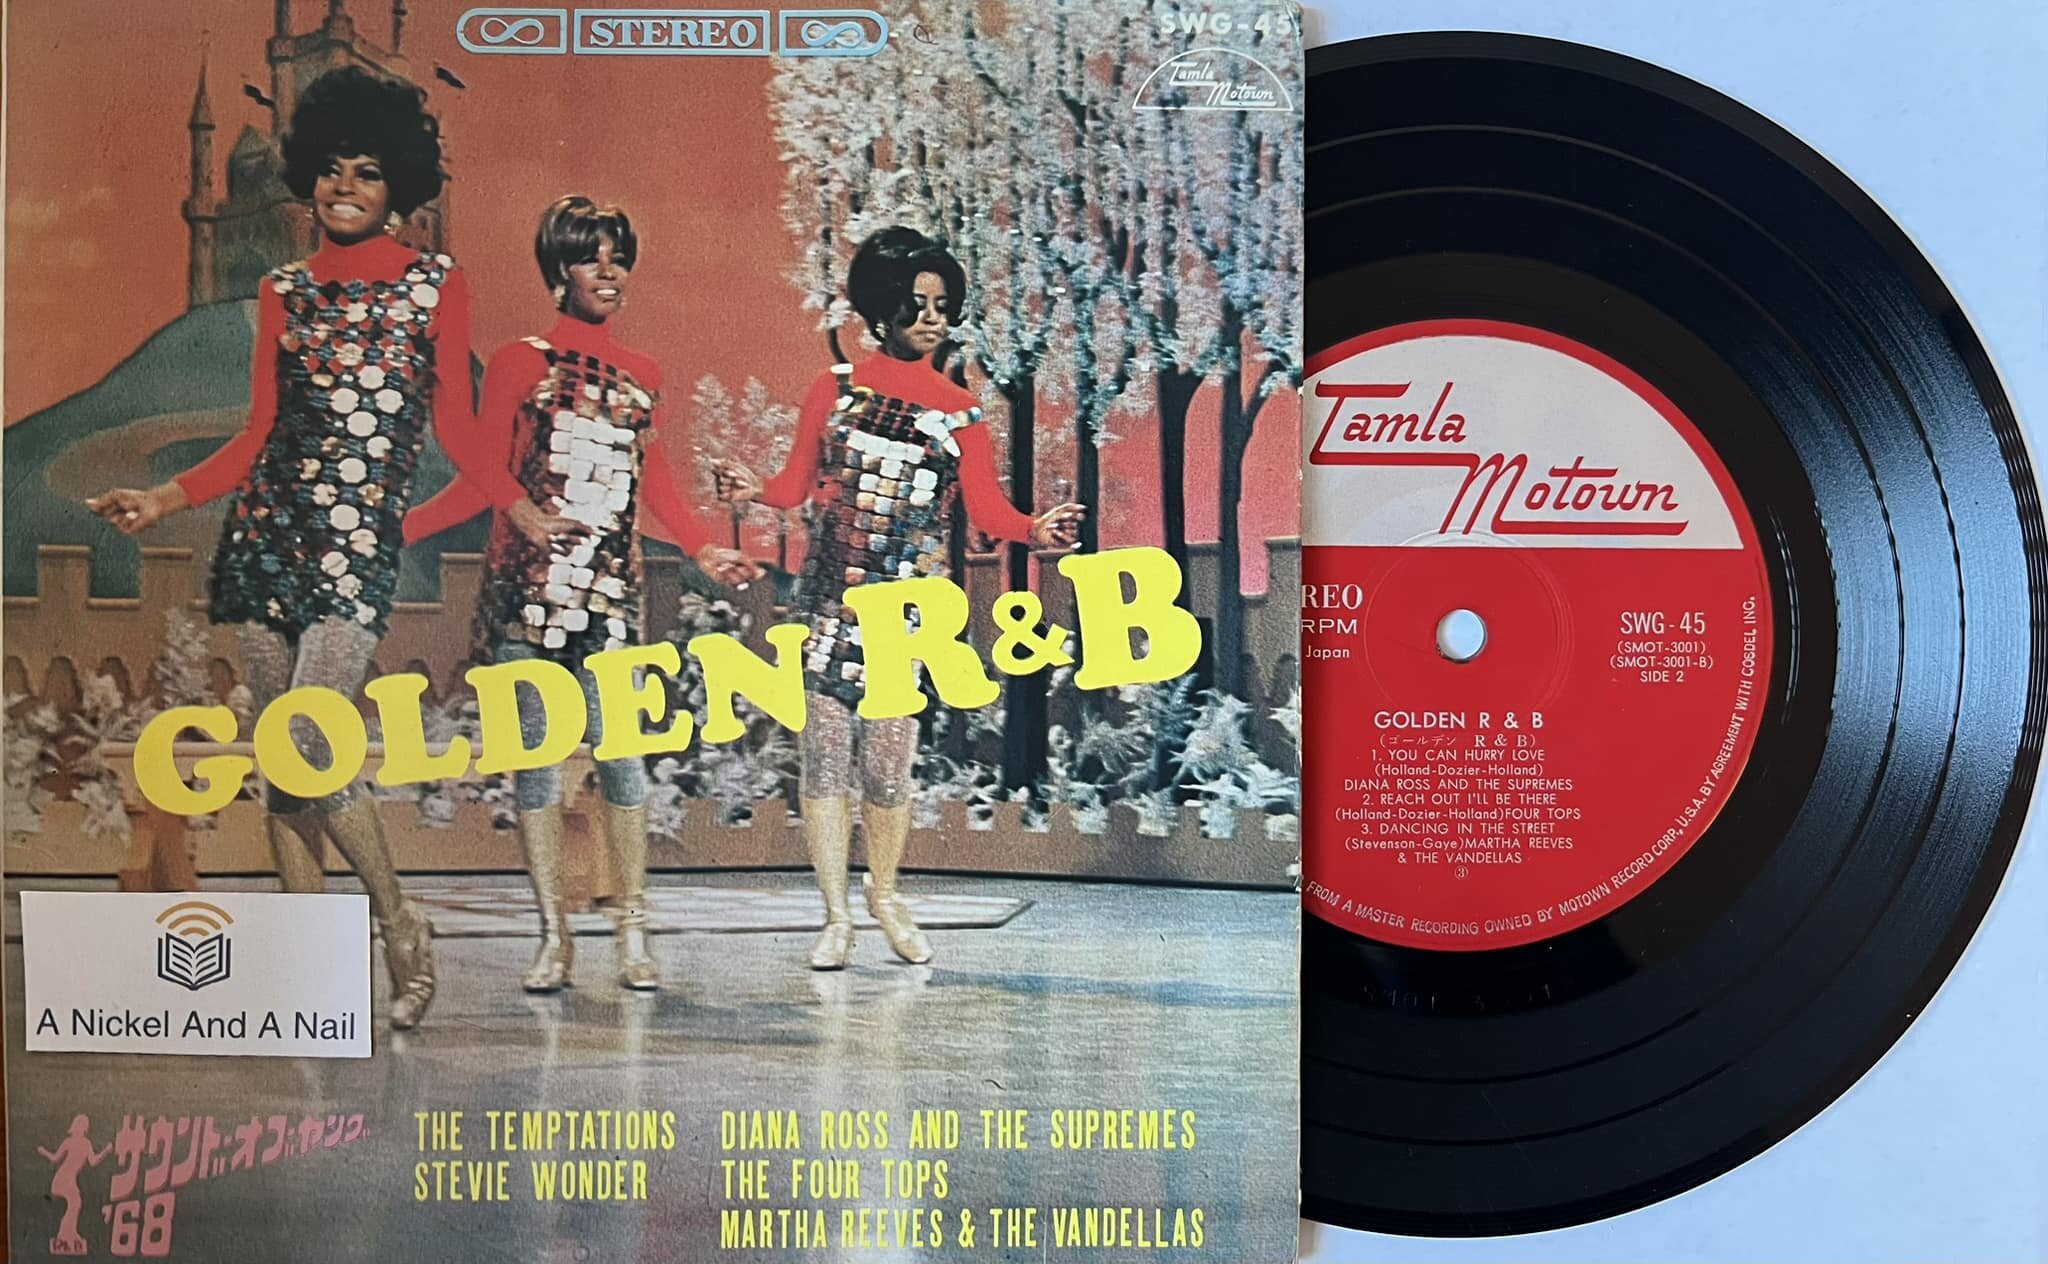 STEREO
SWG-45
Tamla
Motown
GOLDEN R&B
A Nickel And A Nail
サウンド・オブ・ヤング
'68
R & B
THE TEMPTATIONS
STEVIE WONDER
DIANA ROSS AND THE SUPREMES
THE FOUR TOPS
MARTHA REEVES & THE VANDELLAS
Tamla
Motown
REO
RPM
Japan
SWG-45
(SMOT-3001)
(SMOT-3001-B)
SIDE 2
GOLDEN R & B
(ゴールデン R & B)
1. YOU CAN HURRY LOVE
(Holland-Dozier-Holland)
DIANA ROSS AND THE SUPREMES
2. REACH OUT I'LL BE THERE
(Holland-Dozier-Holland)FOUR TOPS
3. DANCING IN THE STREET
(Stevenson-Gaye)MARTHA REEVES
& THE VANDELLAS
③
FROM A MASTER RECORDING OWNED BY MOTOWN RECORD CORP., U.S.A. BY AGREEMENT WITH COSDEL INC.